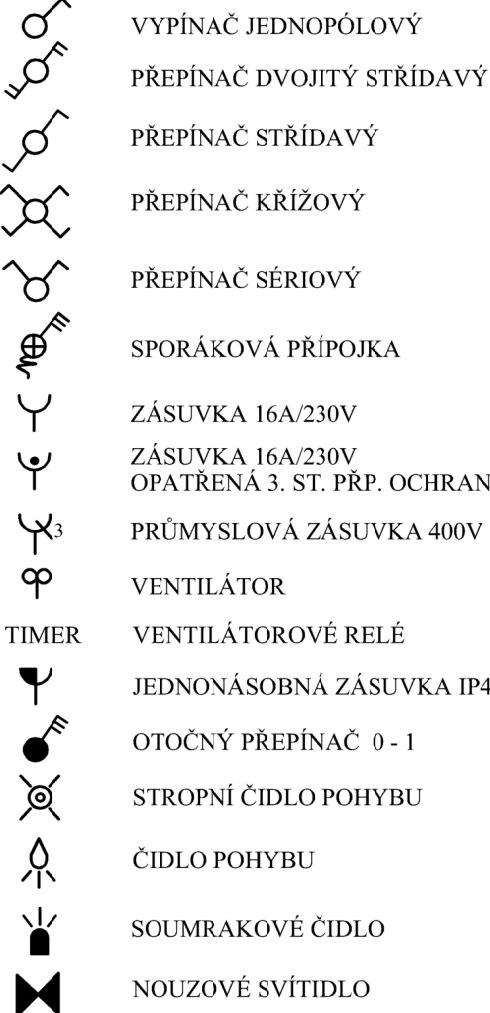 VYPÍNAČ JEDNOPÓLOVÝ
PŘEPÍNAČ DVOJITÝ STŘÍDAVÝ
PŘEPÍNAČ STŘÍDAVÝ
PŘEPÍNAČ KŘÍŽOVÝ
PŘEPÍNAČ SÉRIOVÝ
SPORÁKOVÁ PŘÍPOJKA
ZÁSUVKA 16A/230V
ZÁSUVKA 16A/230V
OPATŘENÁ 3. ST. PŘP. OCHRAN
3 PRŮMYSLOVÁ ZÁSUVKA 400V
VENTILÁTOR
TIMER VENTILÁTOROVÉ RELÉ
JEDNONÁSOBNÁ ZÁSUVKA IP4
OTOČNÝ PŘEPÍNAČ 0 - 1
STROPNÍ ČIDLO POHYBU
ČIDLO POHYBU
SOUMRAKOVÉ ČIDLO
NOUZOVÉ SVÍTIDLO